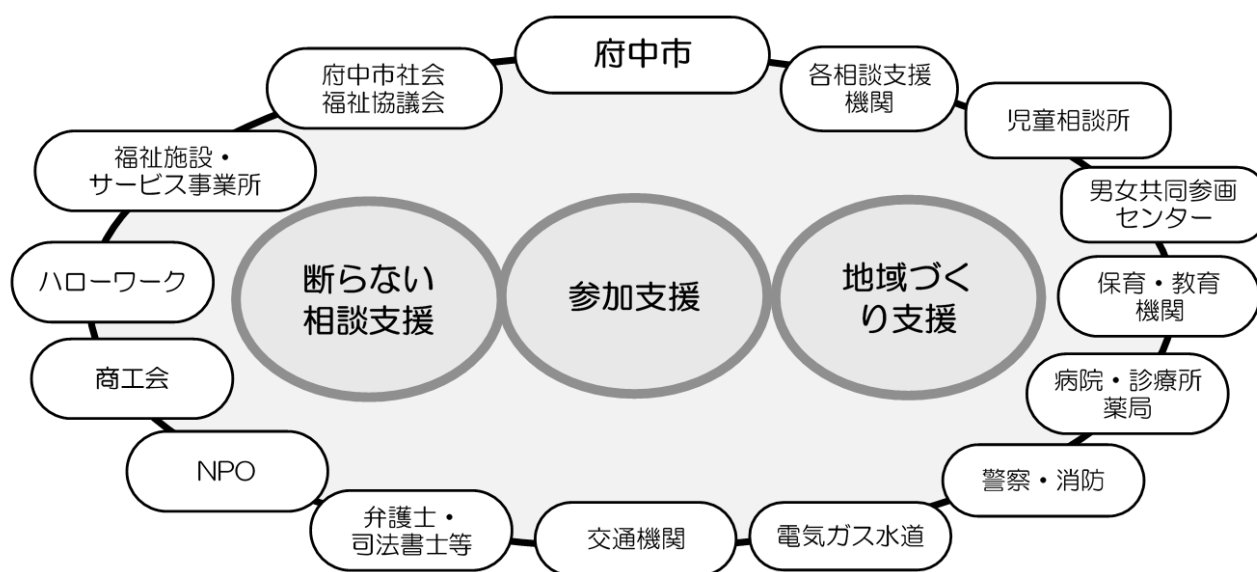 府中市
府中市社会
福祉協議会
各相談支援
機関
児童相談所
福祉施設・
サービス事業所
男女共同参画
センター
ハローワーク
断らない
相談支援
参加支援
地域づく
り支援
保育・教育
機関
商工会
病院・診療所
薬局
NPO
警察・消防
弁護士・
司法書士等
交通機関
電気ガス水道